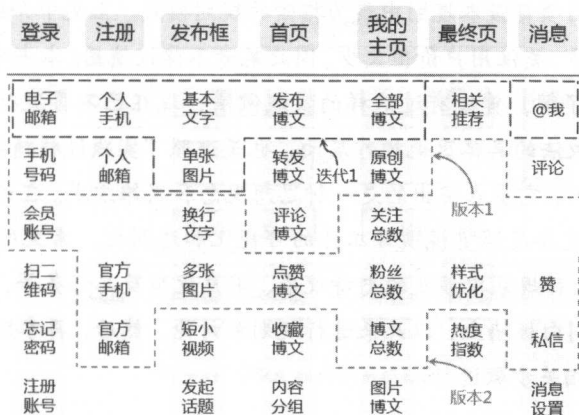 登录 注册 发布框 首页 我的主页 最终页 消息
电子邮箱 个人手机 基本文字 发布博文 全部博文 相关推荐 @我
手机号码 个人邮箱 单张图片 转发博文 迭代1 原创博文 评论
版本1
会员账号 换行文字 评论博文 关注总数
扫二维码 官方手机 多张图片 点赞博文 粉丝总数 样式优化 赞
忘记密码 官方邮箱 短小视频 收藏博文 博文总数 热度指数 私信
注册账号 发起话题 内容分组 图片博文 版本2 消息设置